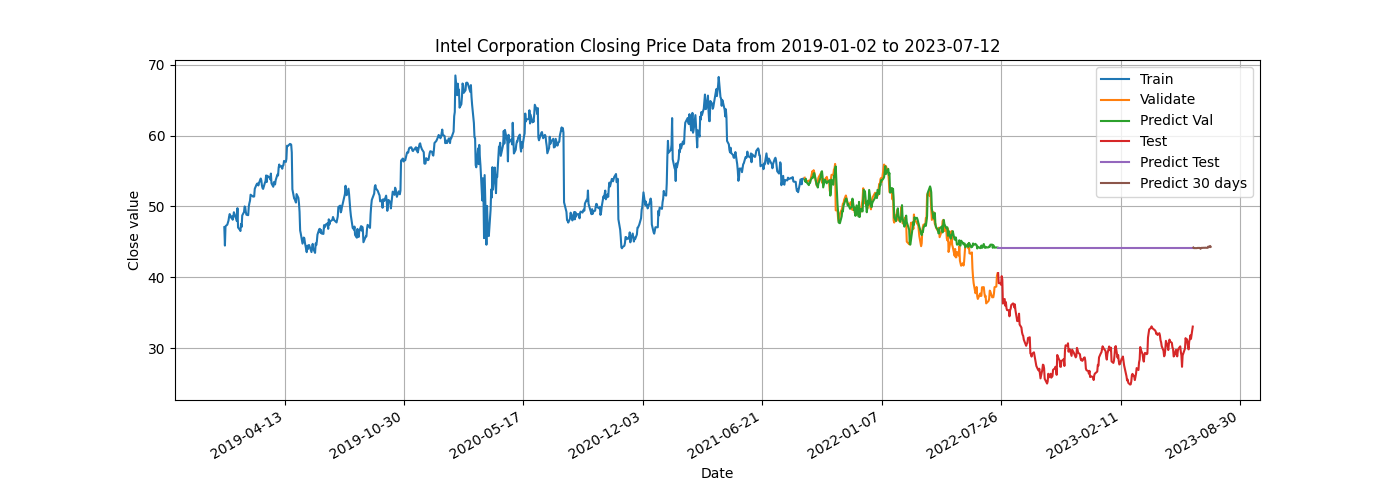 Intel Corporation Closing Price Data from 2019-01-02 to 2023-07-12
70
60
50
40
30
Close value
Train
Validate
Predict Val
Test
Predict Test
Predict 30 days
2019-04-13
2019-10-30
2020-05-17
2020-12-03
2021-06-21
2022-01-07
2022-07-26
2023-02-11
2023-08-30
Date